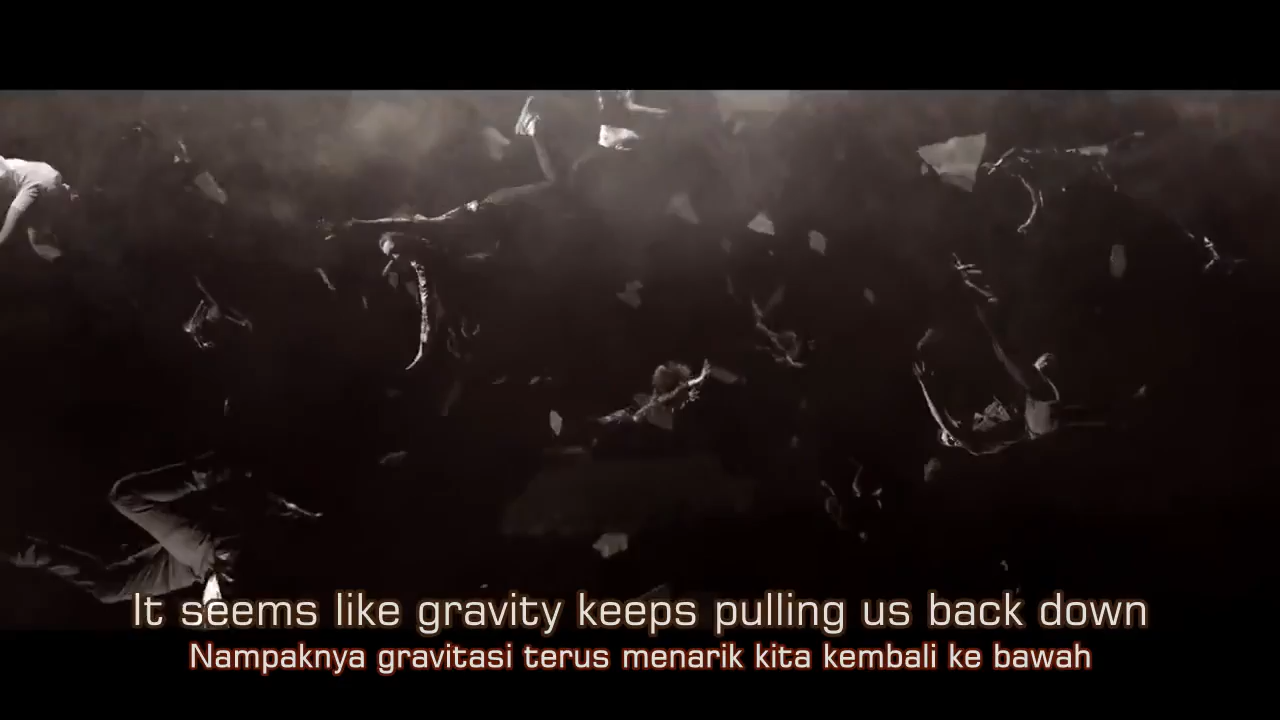 It seems like gravity keeps pulling us back down
Nampaknya gravitasi terus menarik kita kembali ke bawah